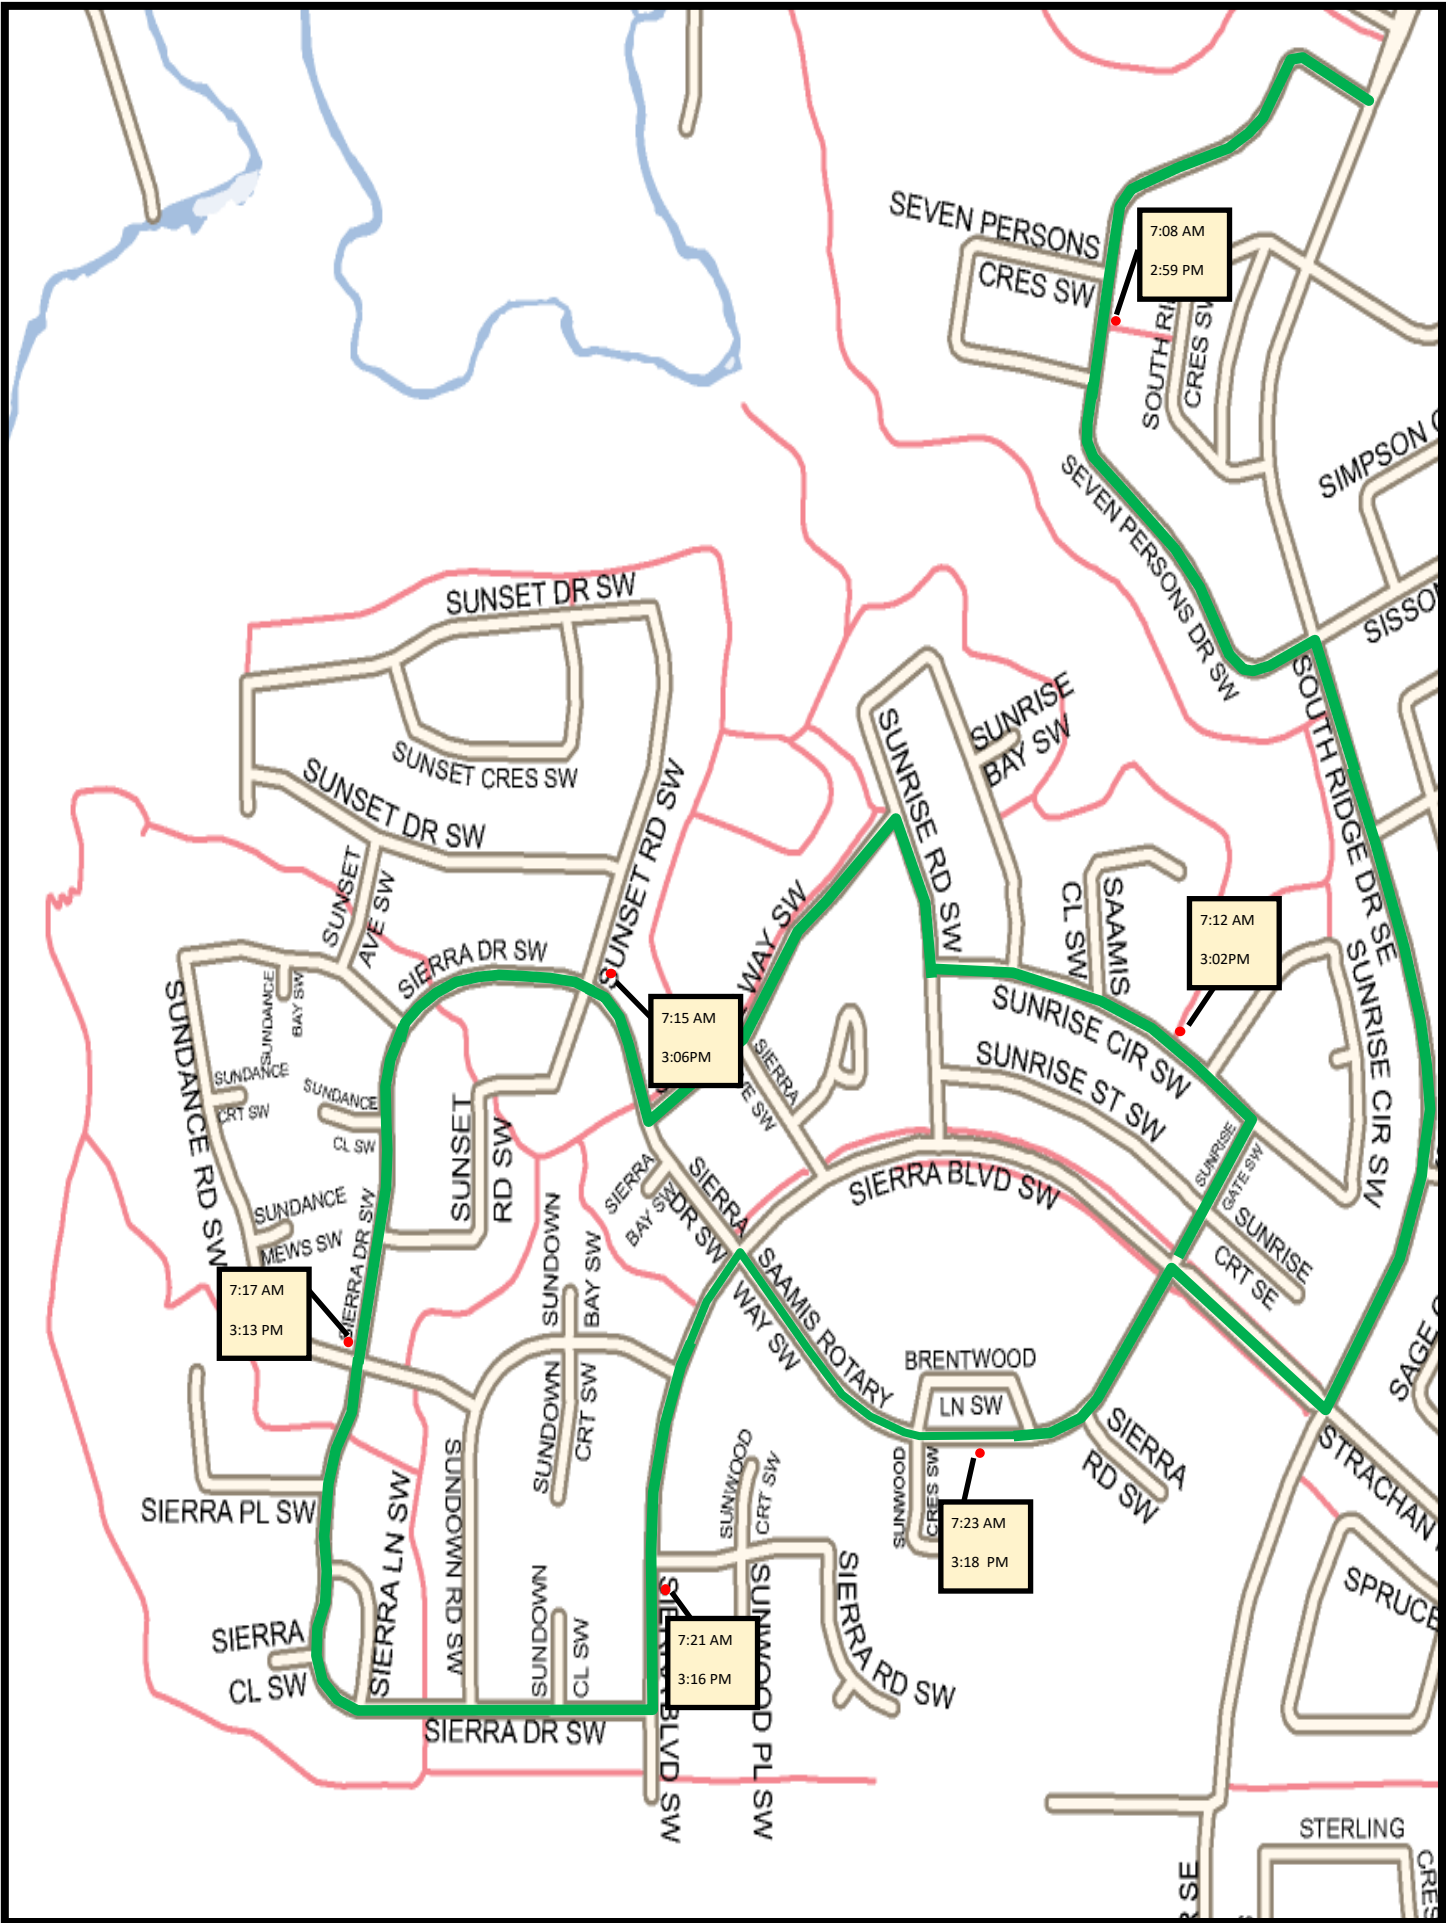 SEVEN PERSONS
CRES SW
7:08 AM
2:59 PM
SOUTH
CRES SW
SIMPSON
SEVEN PERSONS DR SW
SISSON
SOUTH RIDGE DR SE
SUNSET DR SW
SUNSET CRES SW
SUNSET DR SW
SUNSET RD SW
SUNSET
AVE SW
SUNRISE
BAY SW
SUNRISE RD SW
SAAMIS
CL SW
7:12 AM
3:02PM
SUNRISE CIR SW
SUNRISE CIR SW
SUNRISE ST SW
SIERRA DR SW
WAY SW
7:15 AM
3:06PM
SIERRA
SW
SUNDANCE
BAY SW
SUNDANCE RD SW
SUNDANCE
CRT SW
SUNDANCE
CL SW
SUNSET
RD SW
SUNDANCE
MEWS SW
SIERRA DR SW
SIERRA
BAY SW
SIERRA
DR SW
SIERRA BLVD SW
SUNRISE
GATE SW
SUNRISE
CRT SE
7:17 AM
3:13 PM
SUNDOWN
BAY SW
SAAMIS ROTARY
WAY SW
BRENTWOOD
LN SW
SAGE
SUNDOWN
CRT SW
SIERRA
RD SW
STRACHAN
SUNWOOD
CRES SW
SUNWOOD
CRT SW
7:23 AM
3:18 PM
SIERRA PL SW
SIERRA LN SW
SUNDOWN RD SW
SUNDOWN
CL SW
SPRUCE
SIERRA
CL SW
7:21 AM
3:16 PM
SIERRA RD SW
SIERRA DR SW
BLVD SW
SUNWOOD PL SW
STERLING
CRES
R SE